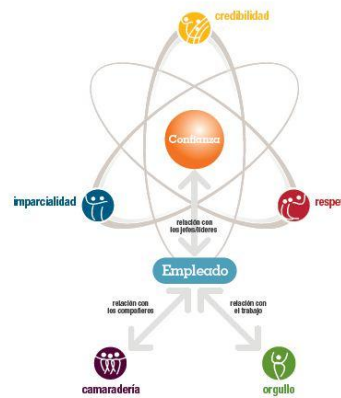 credibilidad
Confianza
imparcialidad
respe
relación con
los jefes/líderes
Empleado
relación con
los compañeros
relación con
el trabajo
camaradería
orgullo